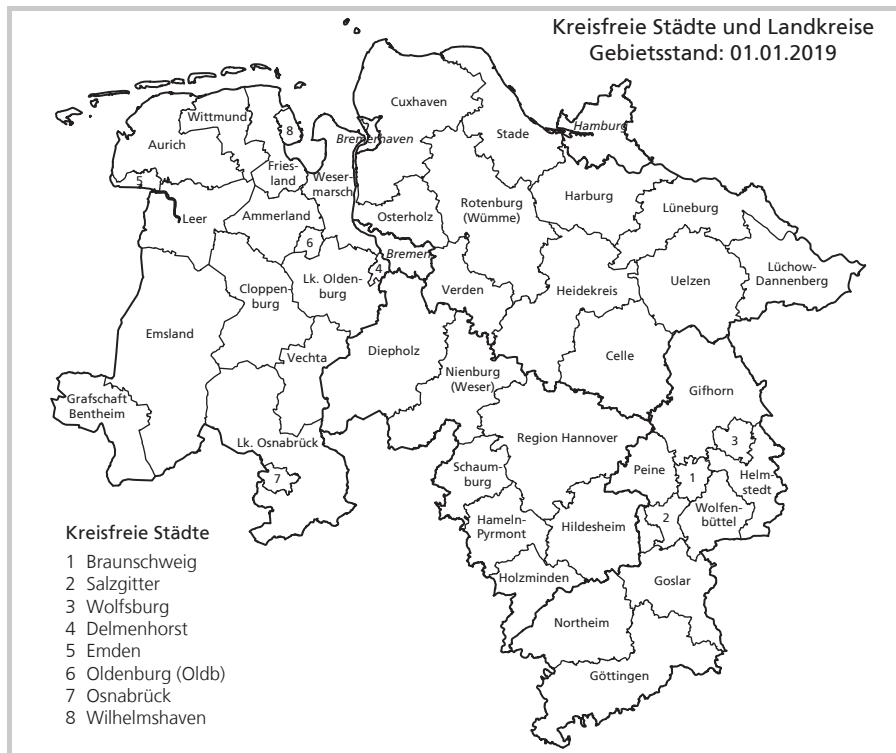 Kreisfreie Städte und Landkreise
Gebietsstand: 01.01.2019
Cuxhaven
Wittmund
8
Stade
Hamburg
Bremerhaven
Aurich
Fries-
land
Weser-
marsch
5
Harburg
Rotenburg
(Wümme)
Lüneburg
Leer
Ammerland
Osterholz
6
Bremen
4
Lüchow-
Dannenberg
Lk. Oldenburg
Uelzen
Cloppen-
burg
Verden
Heidekreis
Emsland
Vechta
Diepholz
Celle
Nienburg
(Weser)
Gifhorn
Grafschaft
Bentheim
Lk. Osnabrück
Region Hannover
3
7
Schaum-
burg
Peine
1
Helm-
stedt
Wolfen-
büttel
2
Hameln-
Pyrmont
Hildesheim
Holzminden
Goslar
Northeim
Göttingen
Kreisfreie Städte
1 Braunschweig
2 Salzgitter
3 Wolfsburg
4 Delmenhorst
5 Emden
6 Oldenburg (Oldb)
7 Osnabrück
8 Wilhelmshaven